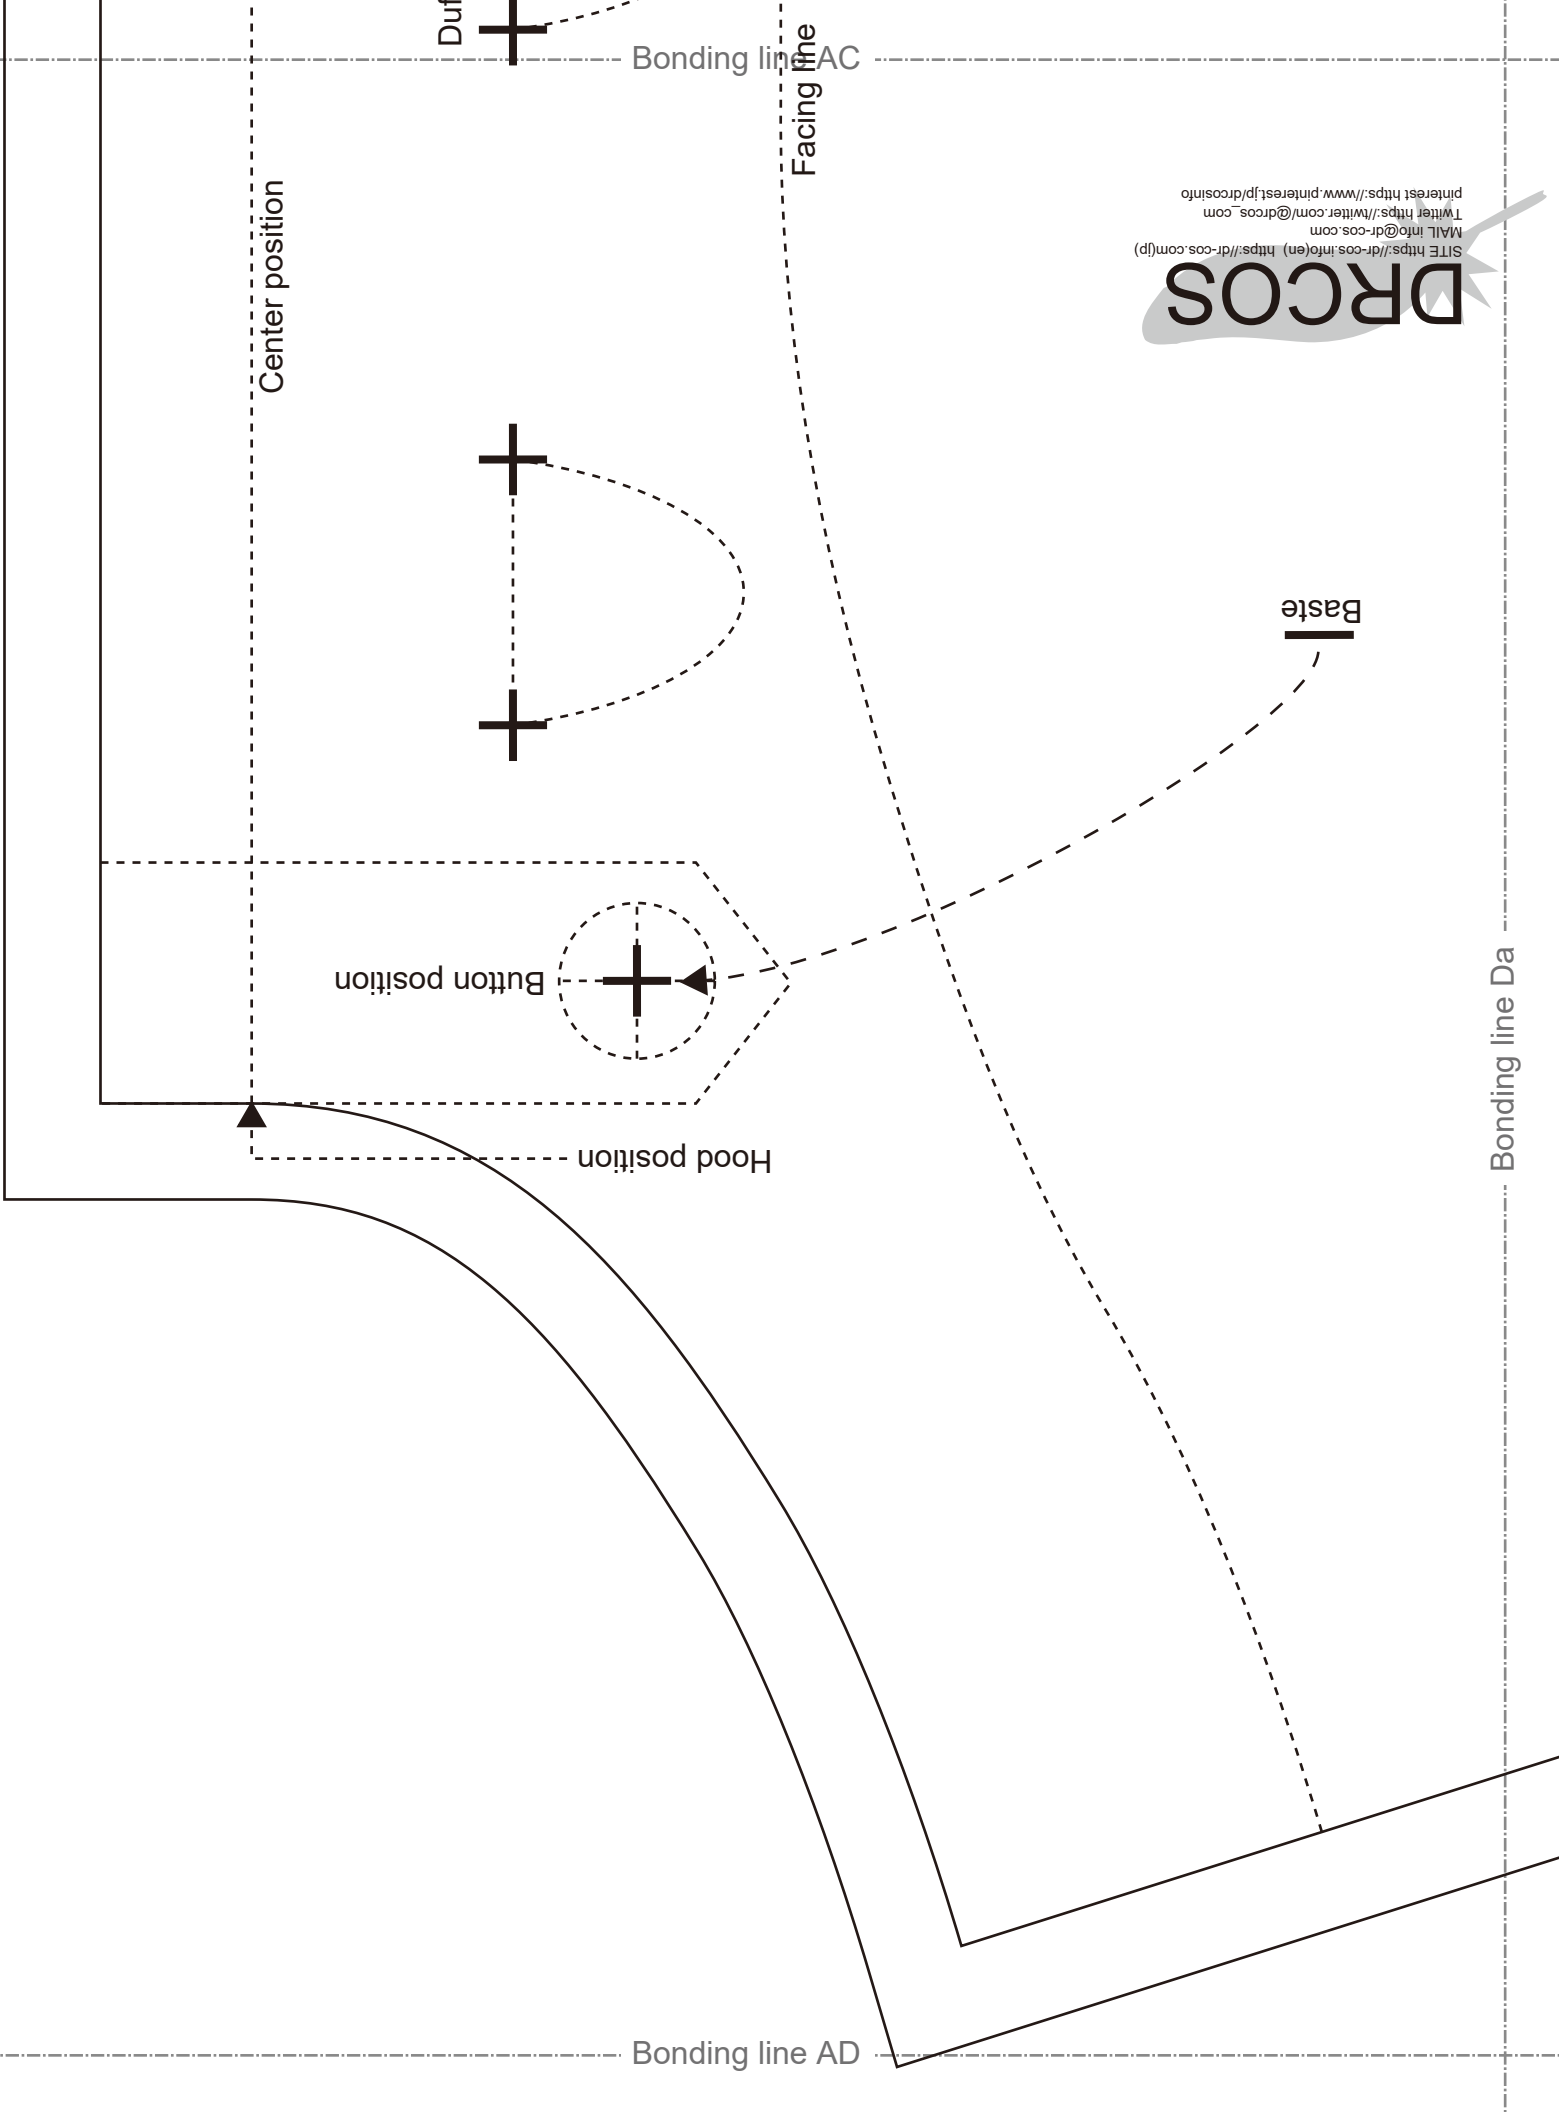 Duf
Bonding line AC
Facing line
Center position
DRCOS
SITE https://dr-cos.info(en) https://dr-cos.com(jp)
MAIL info@dr-cos.com
Twitter https://twitter.com/@drcos_com
pinterest https://www.pinterest.jp/drcosinfo
Baste
Button position
Bonding line Da
Hood position
Bonding line AD